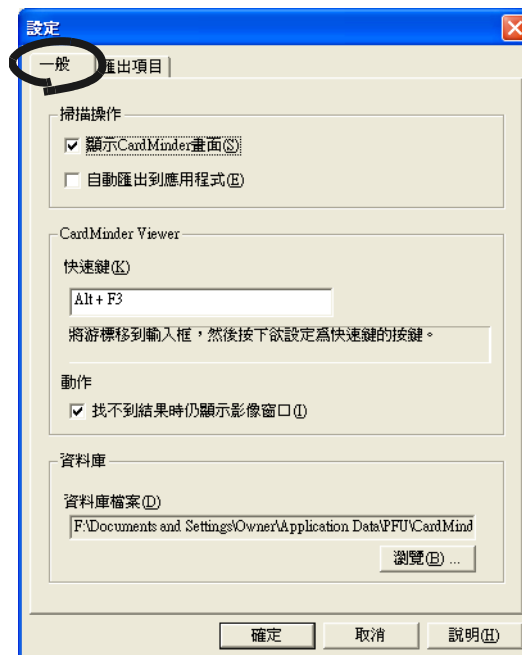 設定
一般
匯出項目
掃描操作
顯示CardMinder畫面(S)
自動匯出到應用程式(E)
CardMinder Viewer
快速鍵(K)
Alt + F3
將游標移到輸入框，然後按下欲設定爲快速鍵的按鍵。
動作
找不到結果時仍顯示影像窗口(I)
資料庫
資料庫檔案(D)
F:\Documents and Settings\Owner\Application Data\PFU\CardMind
瀏覽(B) ...
確定 取消 說明(H)